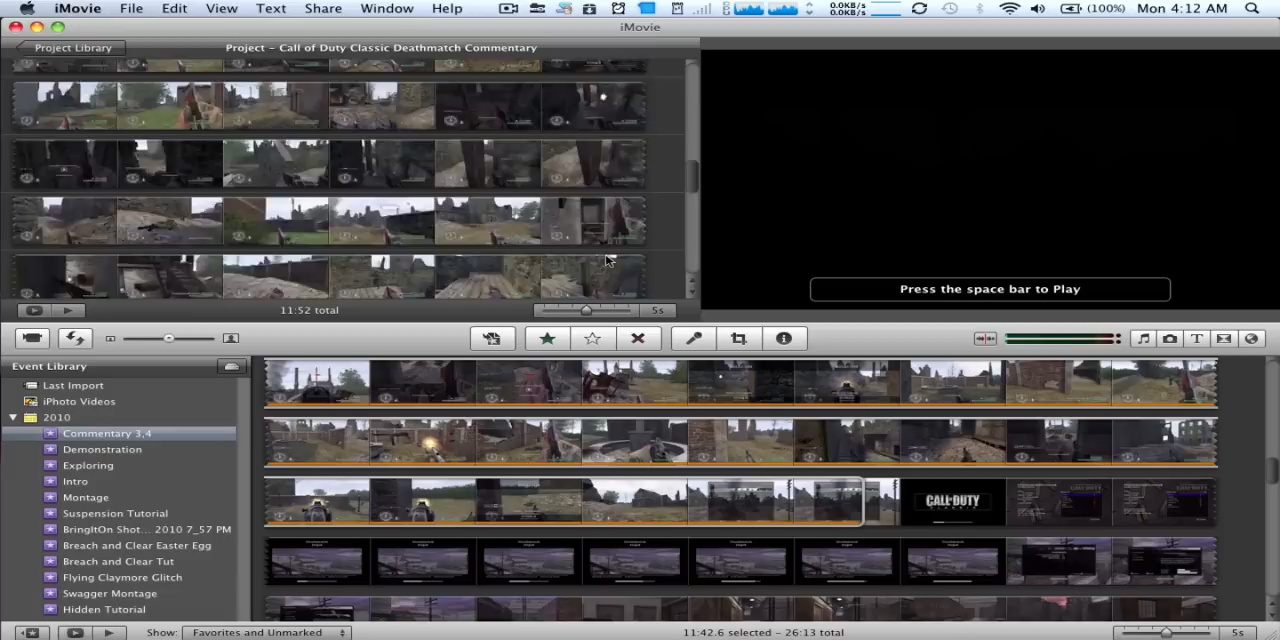 iMovie File Edit View Text Share Window Help 0.0KB/s 0.0KB/s (100%) Mon 4:12 AM
iMovie
Project Library Project - Call of Duty Classic Deathmatch Commentary
Press the space bar to Play
11:52 total 5s
Event Library
Last Import
iPhoto Videos
2010
Commentary 3,4
Demonstration
Exploring
Intro
Montage
Suspension Tutorial
BringItOn Shot... 2010 7_57 PM
Breach and Clear Easter Egg
Breach and Clear Tut
Flying Claymore Glitch
Swagger Montage
Hidden Tutorial
CALL OF DUTY
CLASSIC
Show: Favorites and Unmarked 11:42.6 selected - 26:13 total 5s